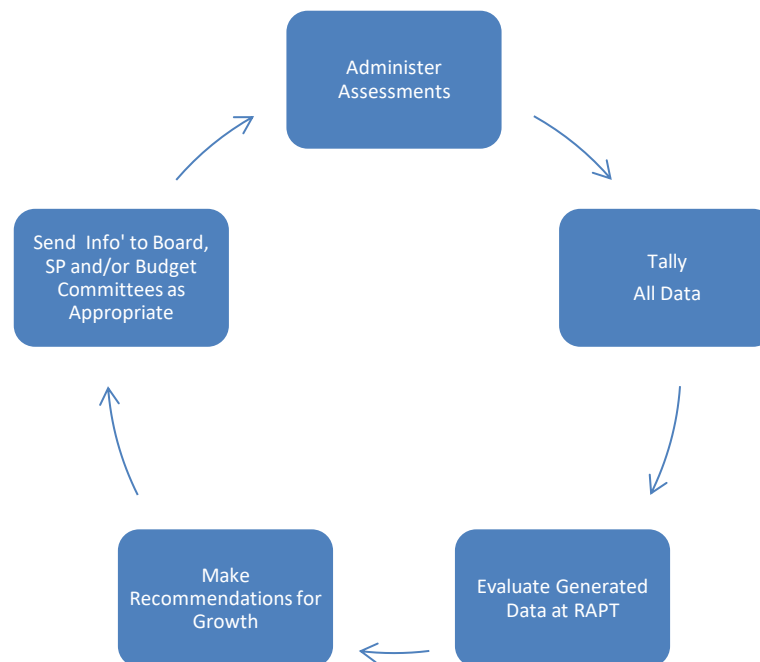 Administer
Assessments
Tally
All Data
Evaluate Generated
Data at RAPT
Make
Recommendations for
Growth
Send  Info' to Board,
SP and/or Budget
Committees as
Appropriate